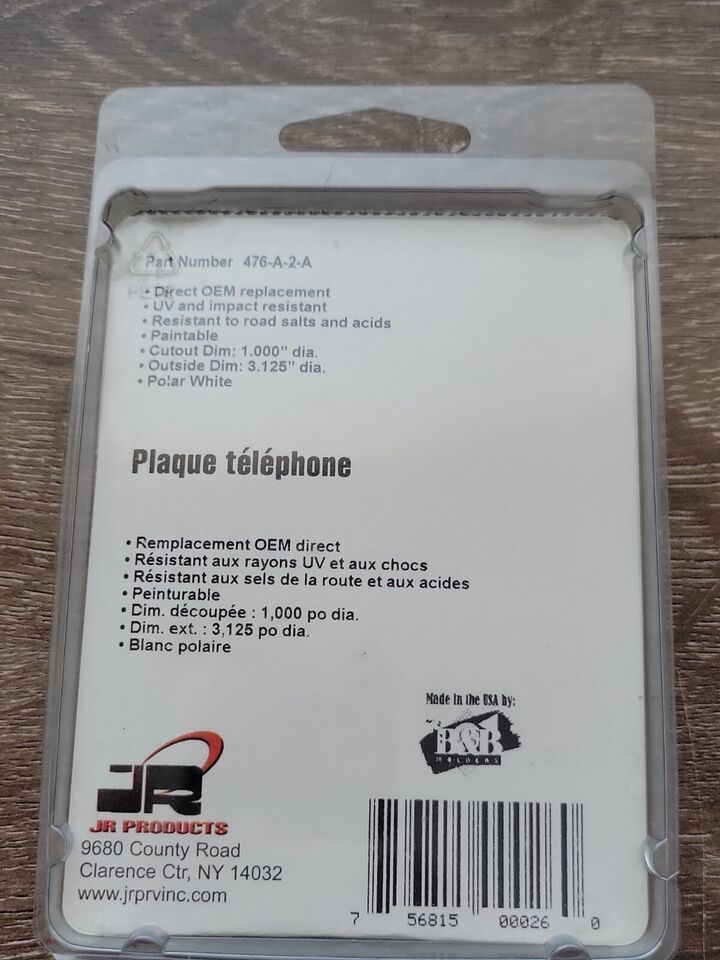 Part Number 476-A-2-A
• Direct OEM replacement
• UV and impact resistant
• Resistant to road salts and acids
• Paintable
• Cutout Dim: 1.000" dia.
• Outside Dim: 3.125" dia.
• Polar White
Plaque téléphone
• Remplacement OEM direct
• Résistant aux rayons UV et aux chocs
• Résistant aux sels de la route et aux acides
• Peinturable
• Dim. découpée : 1,000 po dia.
• Dim. ext. : 3,125 po dia.
• Blanc polaire
Made in the USA by:
B&B
MOLDERS
JR
JR PRODUCTS
9680 County Road
Clarence Ctr, NY 14032
www.jrprvinc.com
7 56815 00026 0